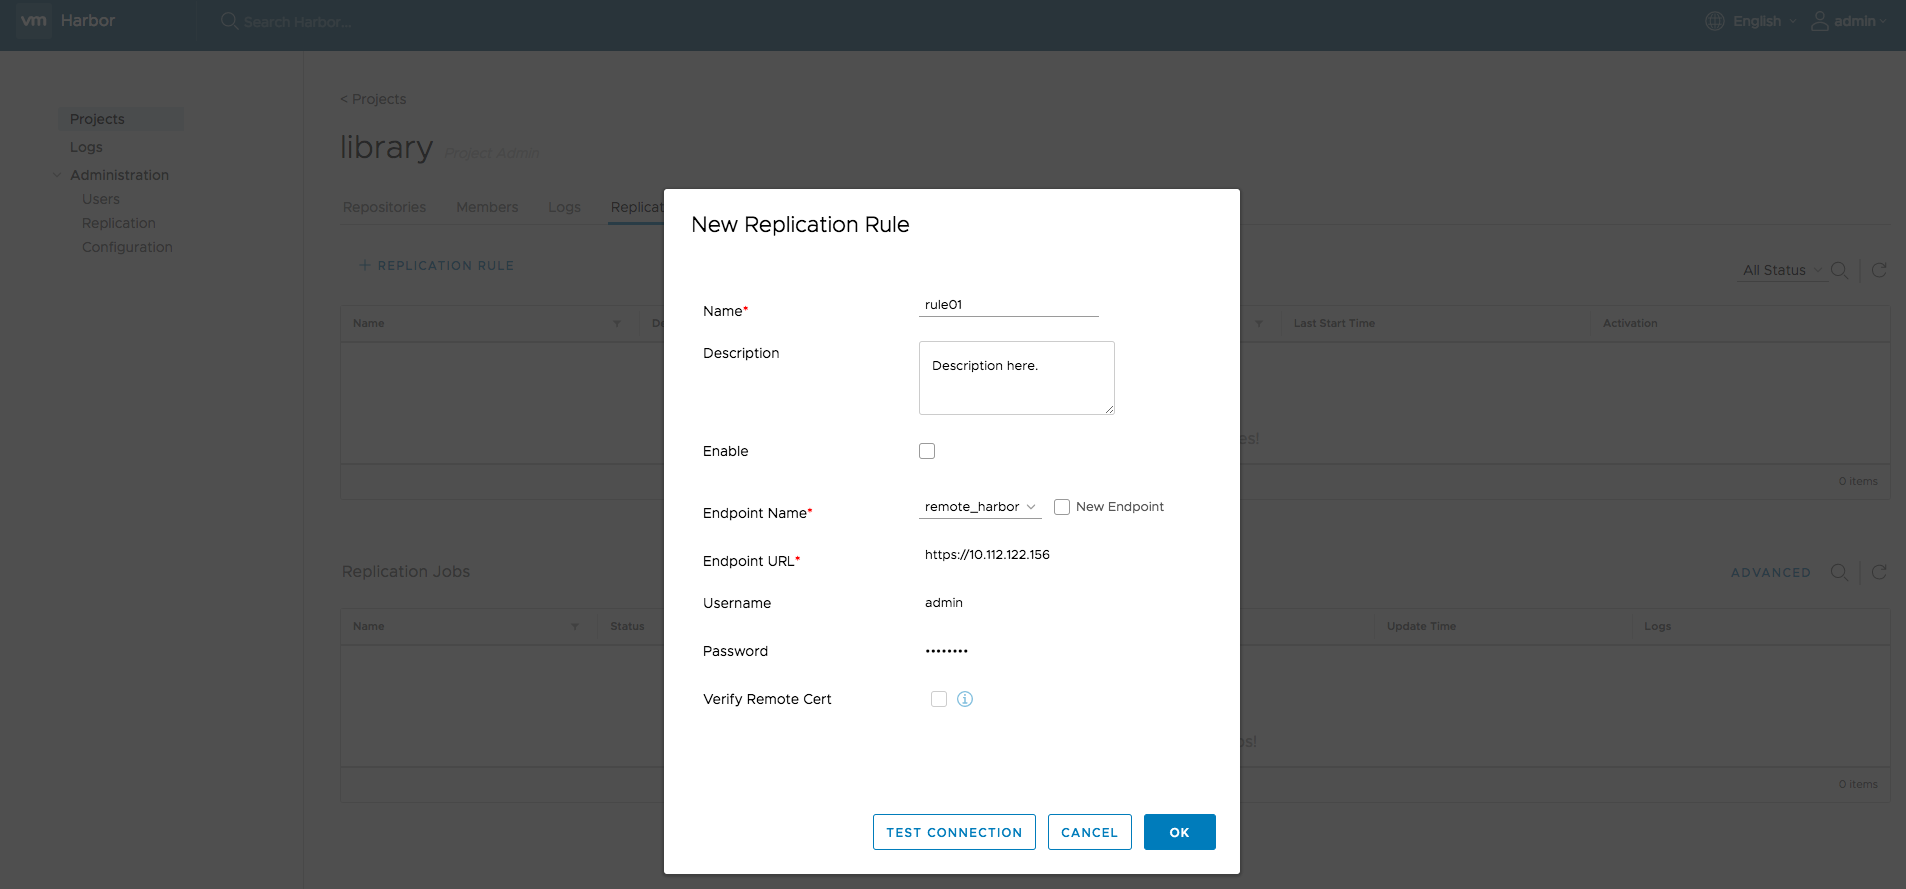 vm Harbor Search Harbor... English admin
Projects
Logs
Administration
Users
Replication
Configuration
< Projects
library Project Admin
Repositories Members Logs
+ REPLICATION RULE
All Status
Name Last Start Time Activation
0 items
Replication Jobs ADVANCED
Name Status Update Time Logs
0 items
New Replication Rule
Name* rule01
Description Description here.
Enable
Endpoint Name* remote_harbor New Endpoint
Endpoint URL* https://10.112.122.156
Username admin
Password ••••••••
Verify Remote Cert
TEST CONNECTION CANCEL OK